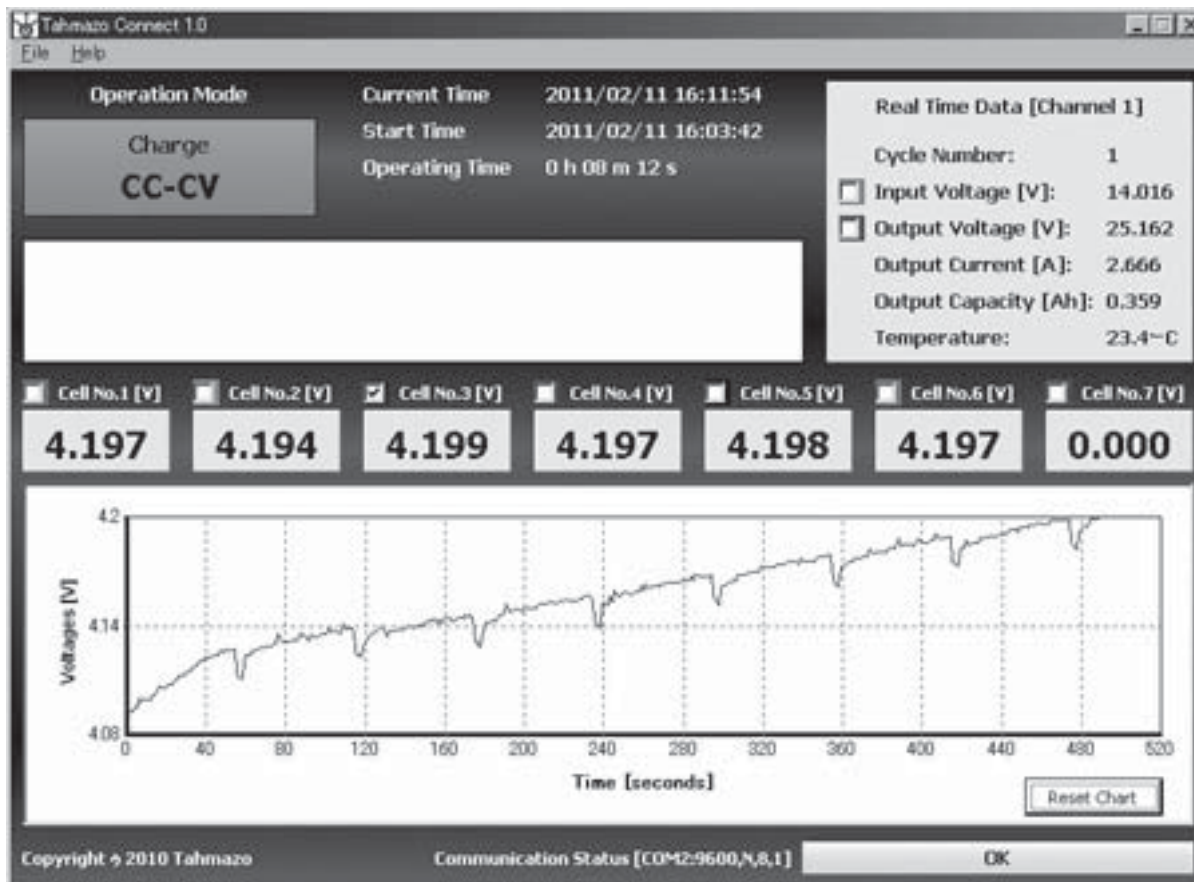 Tahmazo Connect 1.0
File Help
Operation Mode
Charge
CC-CV
Current Time 2011/02/11 16:11:54
Start Time 2011/02/11 16:03:42
Operating Time 0 h 08 m 12 s
Real Time Data [Channel 1]
Cycle Number: 1
Input Voltage [V]: 14.016
Output Voltage [V]: 25.162
Output Current [A]: 2.666
Output Capacity [Ah]: 0.359
Temperature: 23.4~C
Cell No.1 [V] Cell No.2 [V] Cell No.3 [V] Cell No.4 [V] Cell No.5 [V] Cell No.6 [V] Cell No.7 [V]
4.197 4.194 4.199 4.197 4.198 4.197 0.000
4.2
4.14
4.08
Voltages [V]
0 40 80 120 160 200 240 280 320 360 400 440 480 520
Time [seconds]
Reset Chart
Copyright ා 2010 Tahmazo Communication Status [COM2:9600,N,8,1] OK